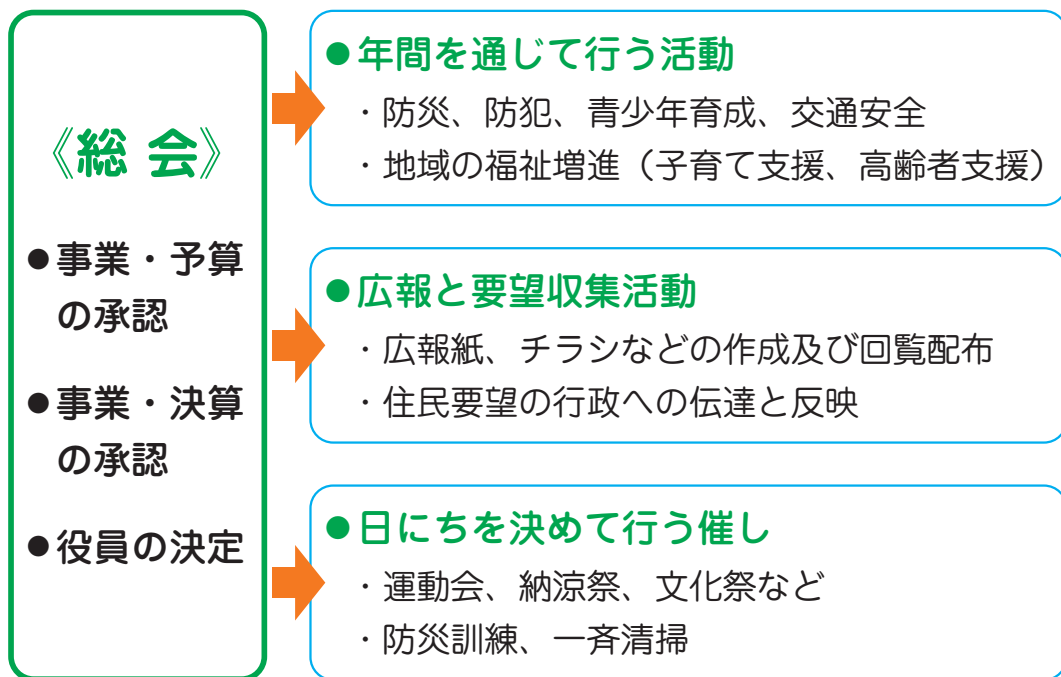 《総 会》
●事業・予算
の承認
●事業・決算
の承認
●役員の決定
●年間を通じて行う活動
・防災、防犯、青少年育成、交通安全
・地域の福祉増進（子育て支援、高齢者支援）
●広報と要望収集活動
・広報紙、チラシなどの作成及び回覧配布
・住民要望の行政への伝達と反映
●日にちを決めて行う催し
・運動会、納涼祭、文化祭など
・防災訓練、一斉清掃